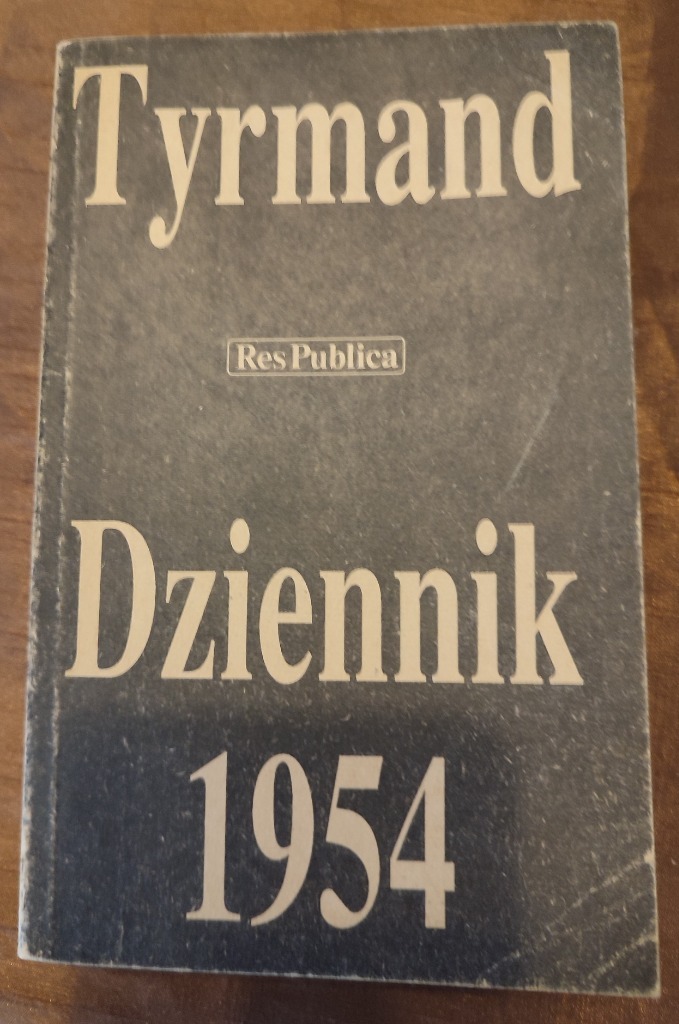 Tyrmand
Res Publica
Dziennik
1954